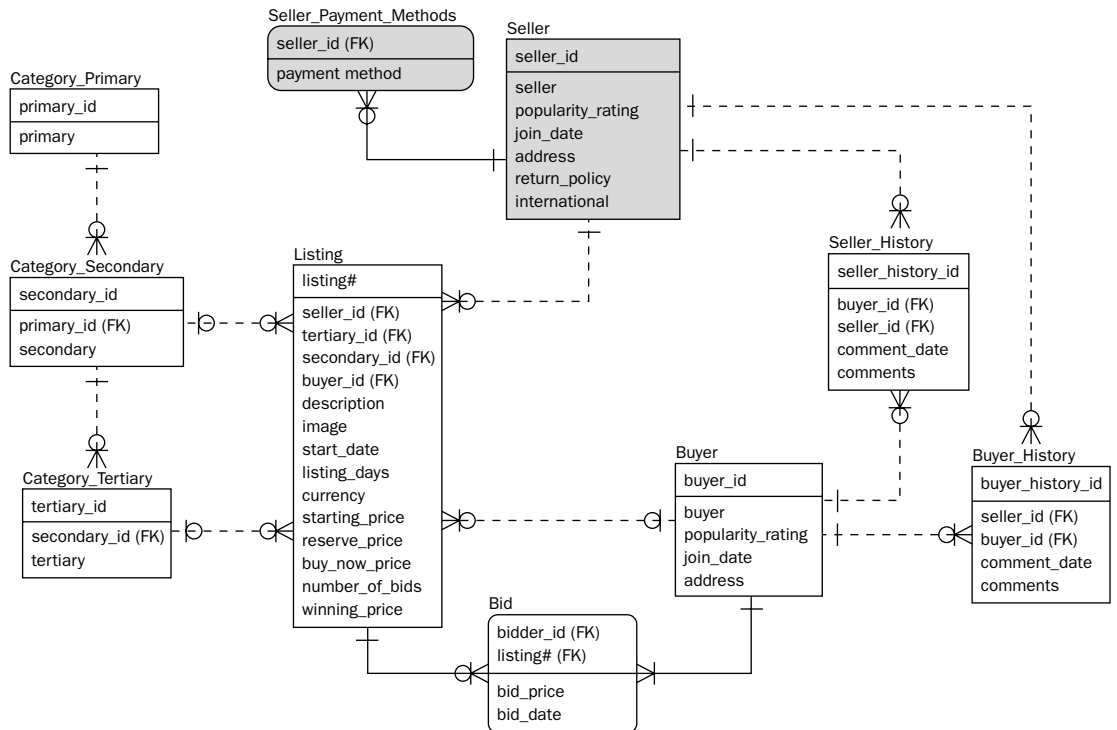 Seller_Payment_Methods
seller_id (FK)
payment method
Seller
seller_id
seller
popularity_rating
join_date
address
return_policy
international
Category_Primary
primary_id
primary
Category_Secondary
secondary_id
primary_id (FK)
secondary
Category_Tertiary
tertiary_id
secondary_id (FK)
tertiary
Listing
listing#
seller_id (FK)
tertiary_id (FK)
secondary_id (FK)
buyer_id (FK)
description
image
start_date
listing_days
currency
starting_price
reserve_price
buy_now_price
number_of_bids
winning_price
Seller_History
seller_history_id
buyer_id (FK)
seller_id (FK)
comment_date
comments
Buyer
buyer_id
buyer
popularity_rating
join_date
address
Buyer_History
buyer_history_id
seller_id (FK)
buyer_id (FK)
comment_date
comments
Bid
bidder_id (FK)
listing# (FK)
bid_price
bid_date